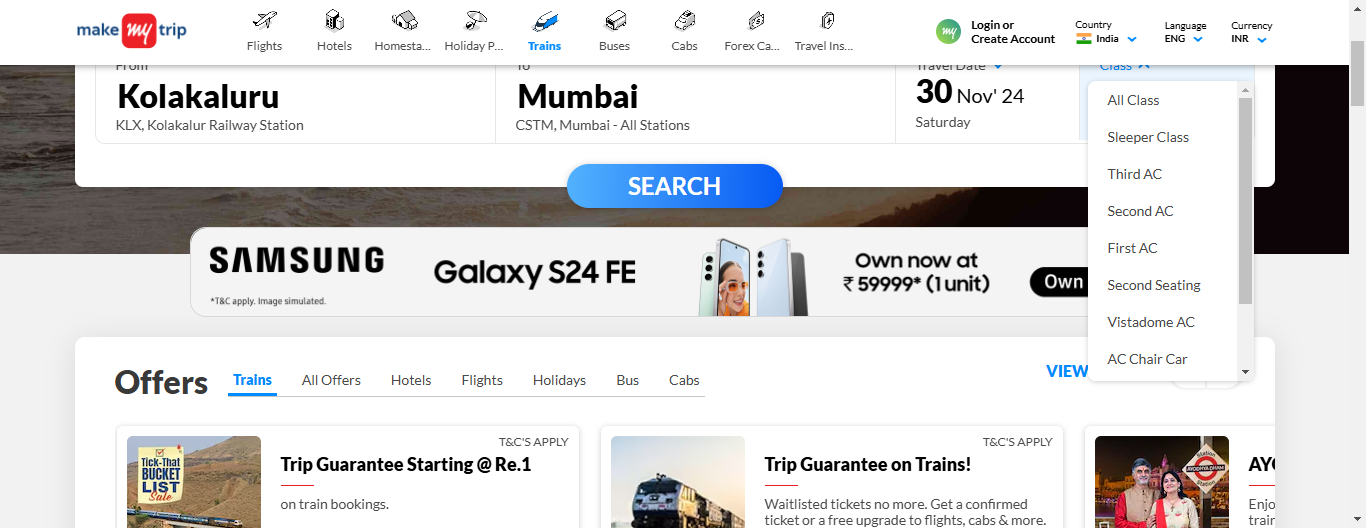 make my trip
Flights
Hotels
Homesta...
Holiday P...
Trains
Buses
Cabs
Forex Ca...
Travel Ins...
my
Login or
Create Account
Country
India
Language
ENG
Currency
INR
From
Kolakaluru
KLX, Kolakalur Railway Station
To
Mumbai
CSTM, Mumbai - All Stations
Travel Date
30 Nov' 24
Saturday
Class
All Class
Sleeper Class
Third AC
Second AC
First AC
Second Seating
Vistadome AC
AC Chair Car
SEARCH
SAMSUNG
*T&C apply. Image simulated.
Galaxy S24 FE
Own now at
₹ 59999* (1 unit)
Own
Offers
Trains
All Offers
Hotels
Flights
Holidays
Bus
Cabs
VIEW
T&C'S APPLY
TICK-THAT
BUCKET
LIST
Sale
Trip Guarantee Starting @ Re.1
on train bookings.
T&C'S APPLY
Trip Guarantee on Trains!
Waitlisted tickets no more. Get a confirmed
ticket or a free upgrade to flights, cabs & more.
Station
AYODHYA DHAM
Station
AYO
Enjo
train